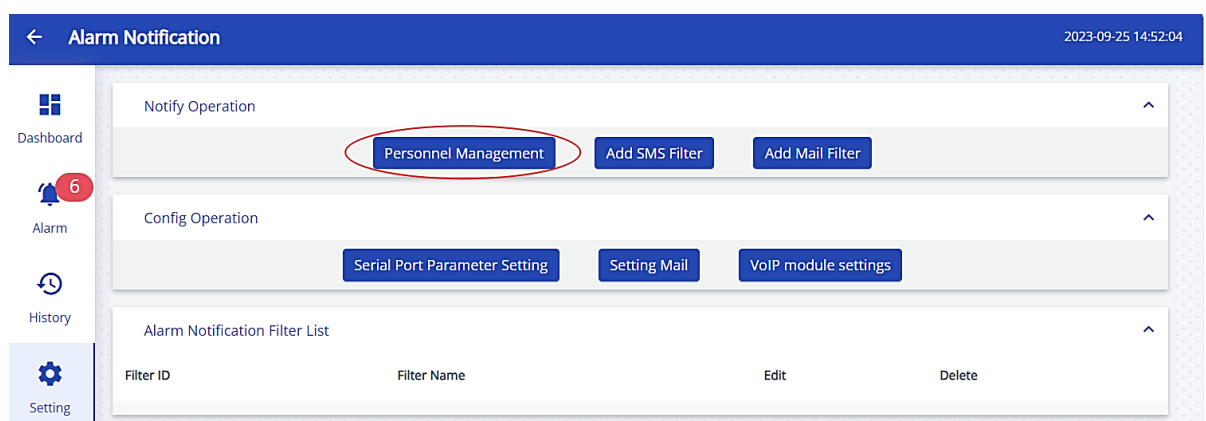 Alarm Notification
2023-09-25 14:52:04
Dashboard
6
Alarm
History
Setting
Notify Operation
Personnel Management
Add SMS Filter
Add Mail Filter
Config Operation
Serial Port Parameter Setting
Setting Mail
VoIP module settings
Alarm Notification Filter List
Filter ID
Filter Name
Edit
Delete